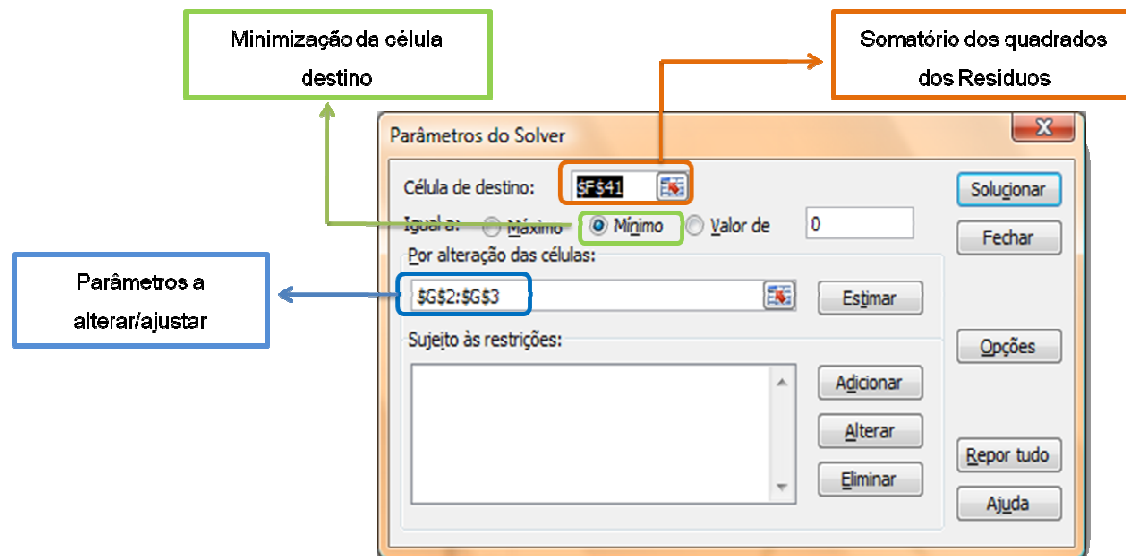 Minimização da célula
destino
Somatório dos quadrados
dos Residuos
Parâmetros do Solver
X
Célula de destino:
$F$41
Solucionar
Igual a:
Máximo
Mínimo
Valor de
0
Fechar
Por alteração das células:
Parâmetros a
alterar/ajustar
$G$2:$G$3
Estimar
Sujeito às restrições:
Opções
Adicionar
Alterar
Repor tudo
Eliminar
Ajuda